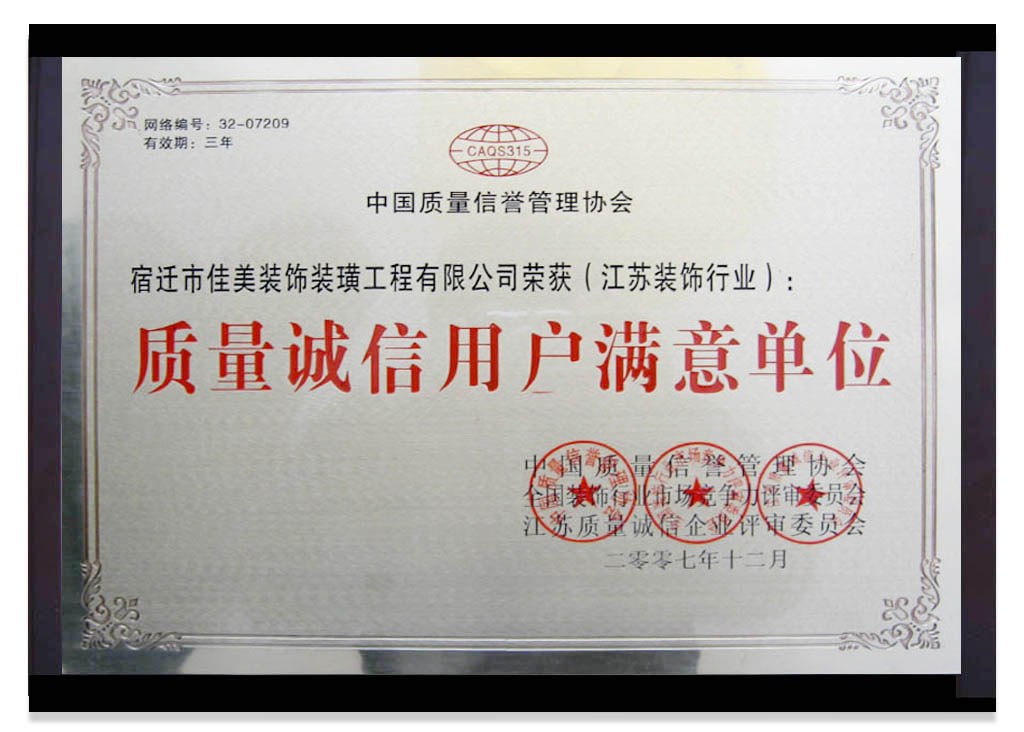 网络编号：32-07209
有效期：三年
CAQS315
中国质量信誉管理协会
宿迁市佳美装饰装璜工程有限公司荣获（江苏装饰行业）：
质量诚信用户满意单位
中国质量信誉管理协会
全国装饰行业市场竞争力评审委员会
江苏质量诚信企业评审委员会
二零零七年十二月